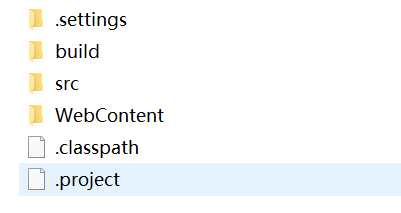 .settings
build
src
WebContent
.classpath
.project